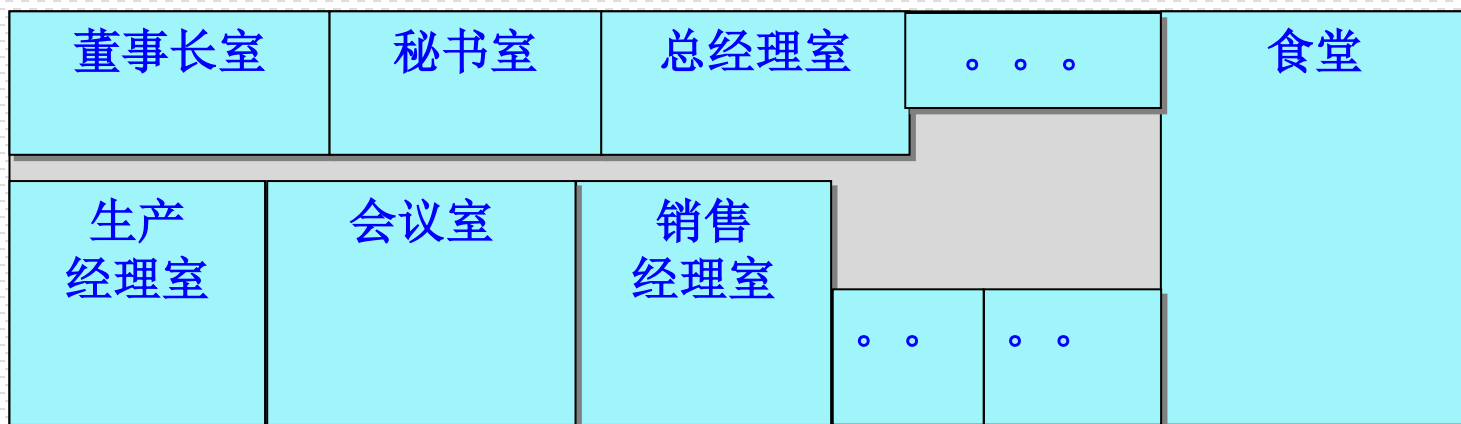 董事长室
秘书室
总经理室
。。。
食堂
生产
经理室
会议室
销售
经理室
。。
。。